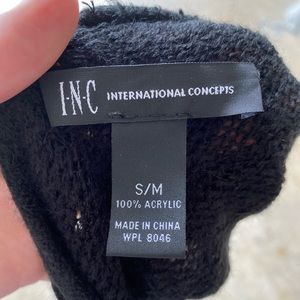 I·N·C INTERNATIONAL CONCEPTS
S/M
100% ACRYLIC
MADE IN CHINA
WPL 8046